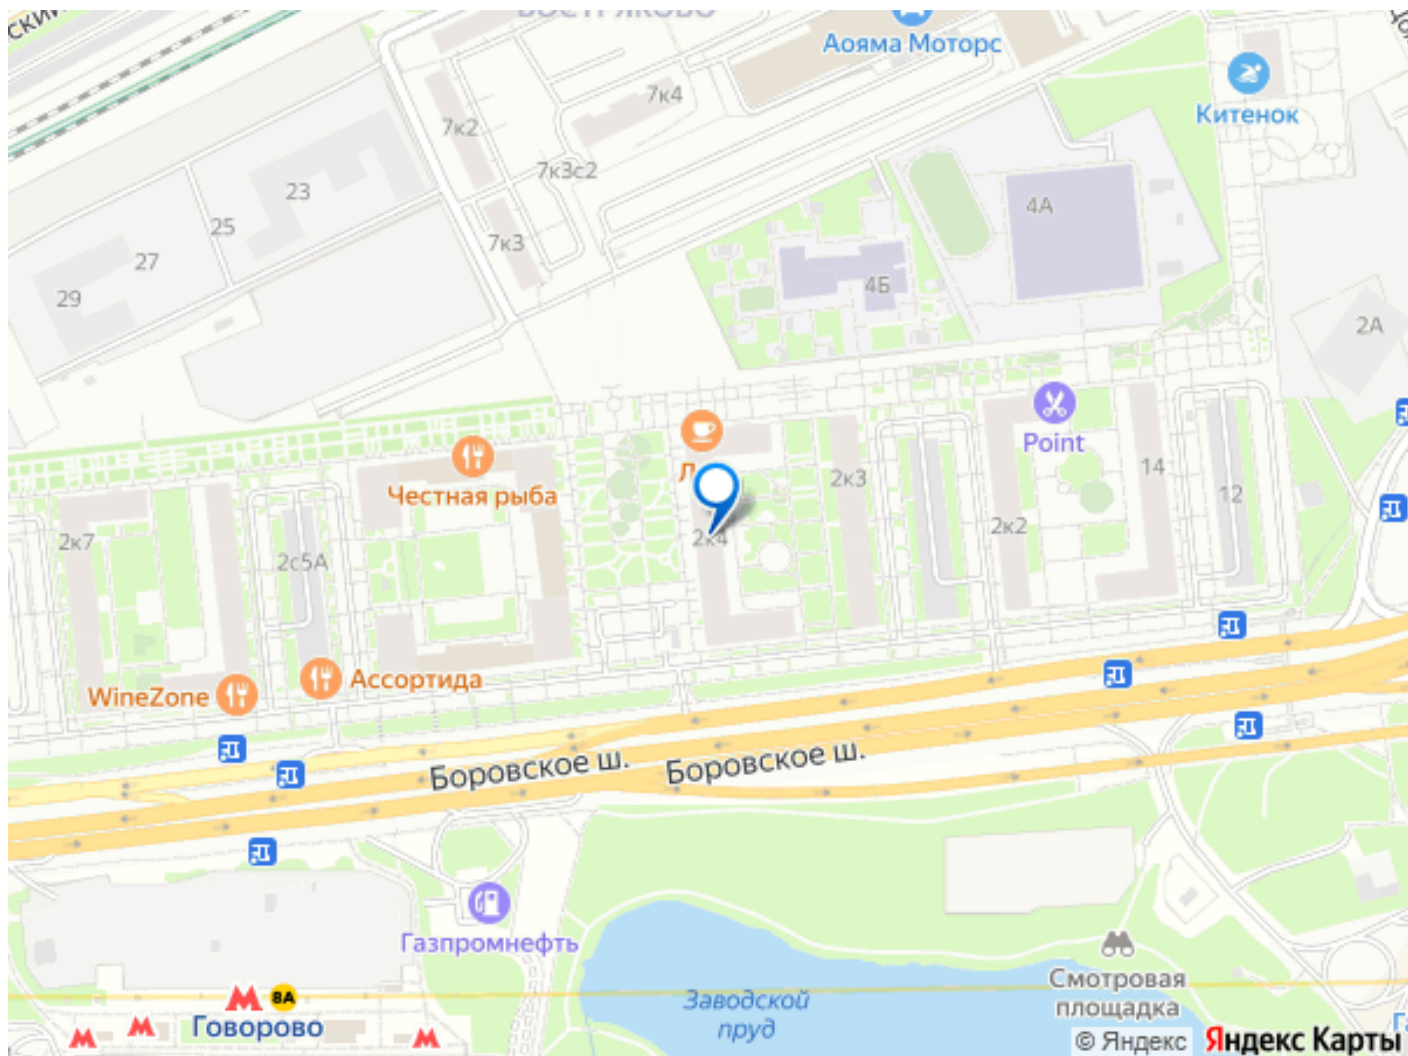 Аояма Моторс
Китенок
7к4
7к2
7к3с2
23
4А
25
7к3
27
4Б
29
2А
Point
Честная рыба
14
2к3
12
2к2
2к7
2к4
2с5А
Ассортида
WineZone
Боровское ш.
Боровское ш.
Газпромнефть
Смотровая
площадка
8А
Говорово
Заводской
пруд
© Яндекс
Яндекс Карты